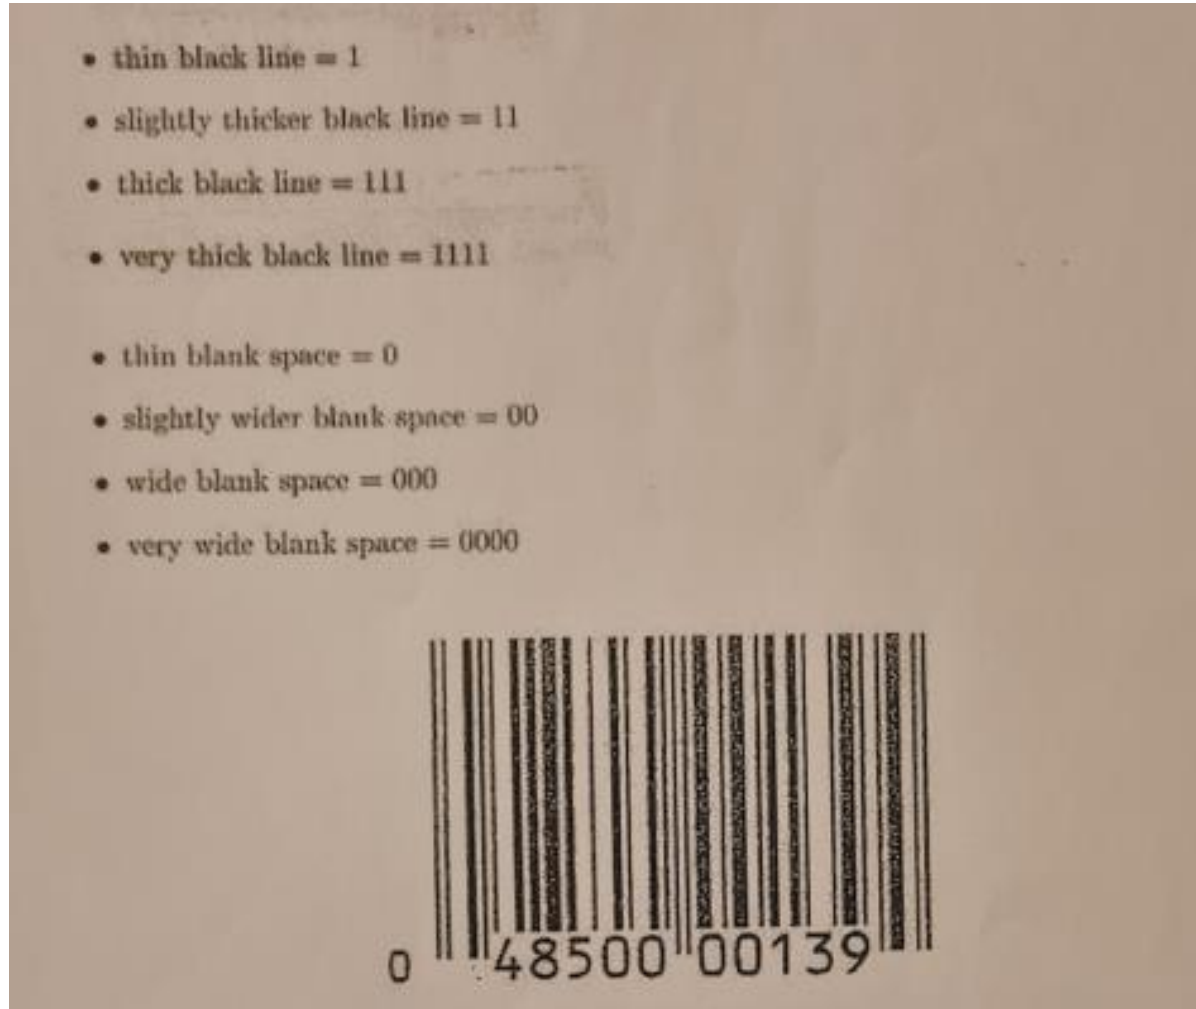 • thin black line = 1
• slightly thicker black line = 11
• thick black line = 111
• very thick black line = 1111
• thin blank space = 0
• slightly wider blank space = 00
• wide blank space = 000
• very wide blank space = 0000
0 48500 00139